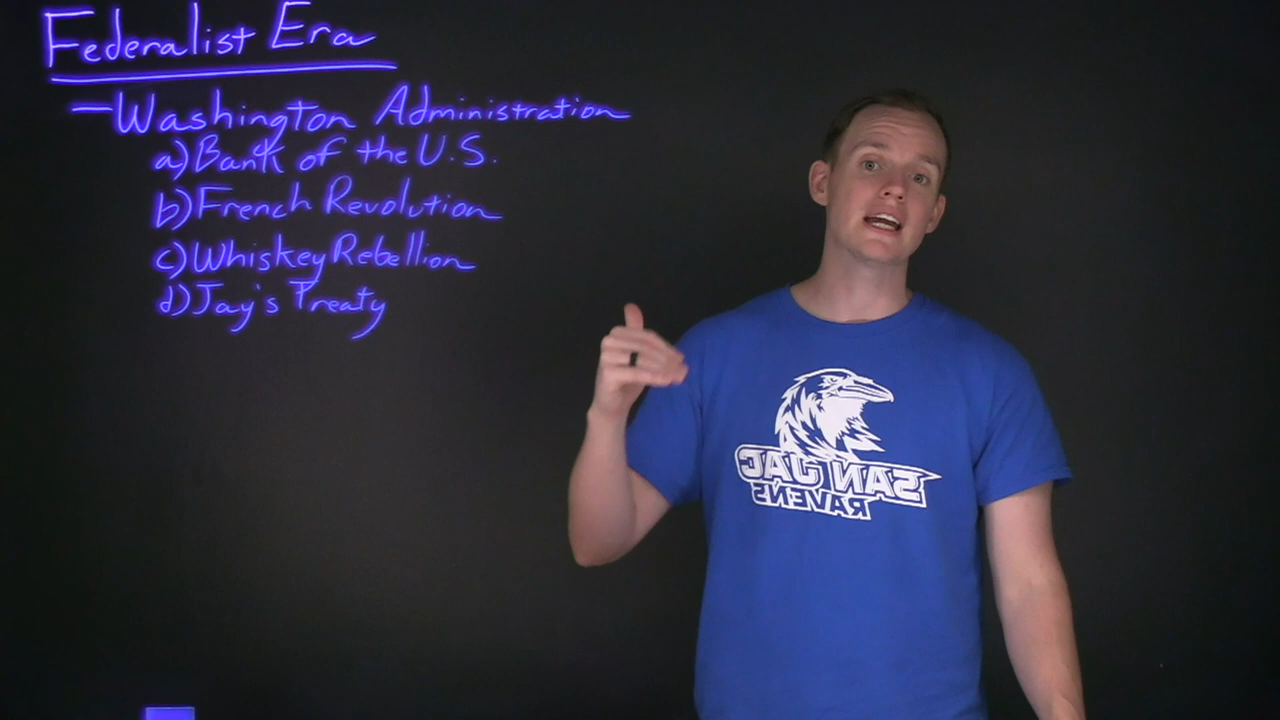 Federalist Era
– Washington Administration
a) Bank of the U.S.
b) French Revolution
c) Whiskey Rebellion
d) Jay's Treaty
SAN JAC
RAVENS